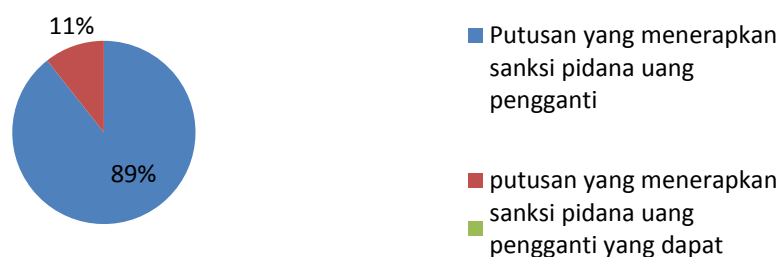 11%
89%
Putusan yang menerapkan
sanksi pidana uang
pengganti
putusan yang menerapkan
sanksi pidana uang
pengganti yang dapat